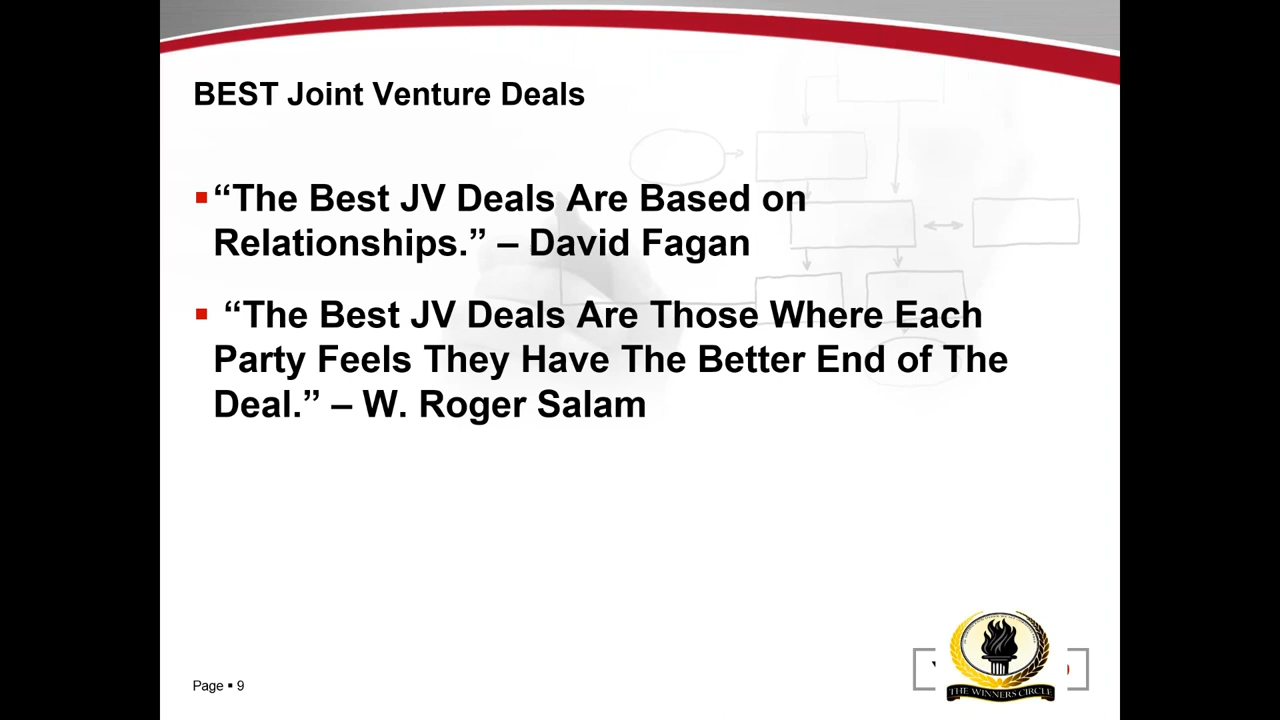 BEST Joint Venture Deals
“The Best JV Deals Are Based on
Relationships.” – David Fagan
“The Best JV Deals Are Those Where Each
Party Feels They Have The Better End of The
Deal.” – W. Roger Salam
Page ▪ 9
THE WINNERS CIRCLE